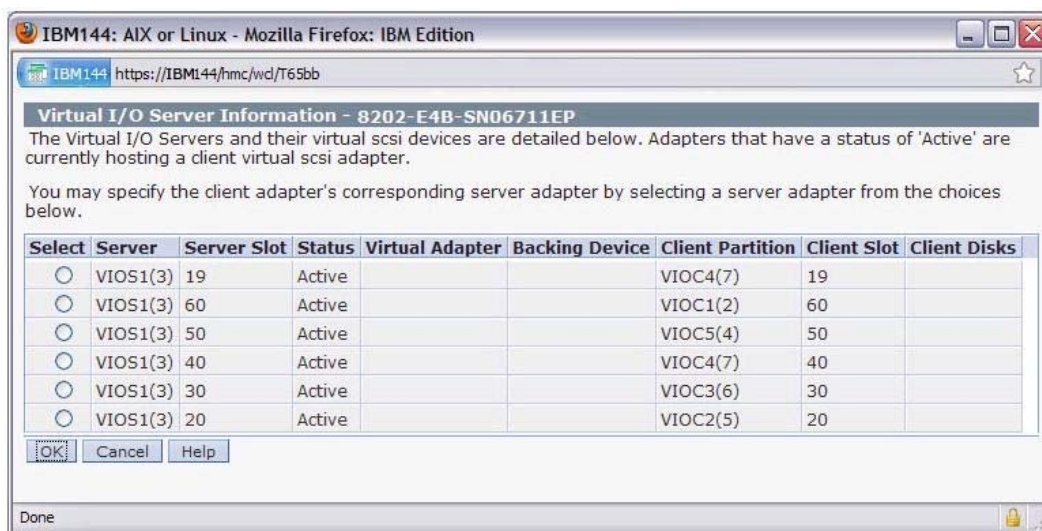 IBM144: AIX or Linux - Mozilla Firefox: IBM Edition
IBM144 https://IBM144/hmc/wcl/T65bb
Virtual I/O Server Information - 8202-E4B-SN06711EP
The Virtual I/O Servers and their virtual scsi devices are detailed below. Adapters that have a status of 'Active' are
currently hosting a client virtual scsi adapter.
You may specify the client adapter's corresponding server adapter by selecting a server adapter from the choices
below.
Select Server Server Slot Status Virtual Adapter Backing Device Client Partition Client Slot Client Disks
VIOS1(3) 19 Active VIOC4(7) 19
VIOS1(3) 60 Active VIOC1(2) 60
VIOS1(3) 50 Active VIOC5(4) 50
VIOS1(3) 40 Active VIOC4(7) 40
VIOS1(3) 30 Active VIOC3(6) 30
VIOS1(3) 20 Active VIOC2(5) 20
OK Cancel Help
Done